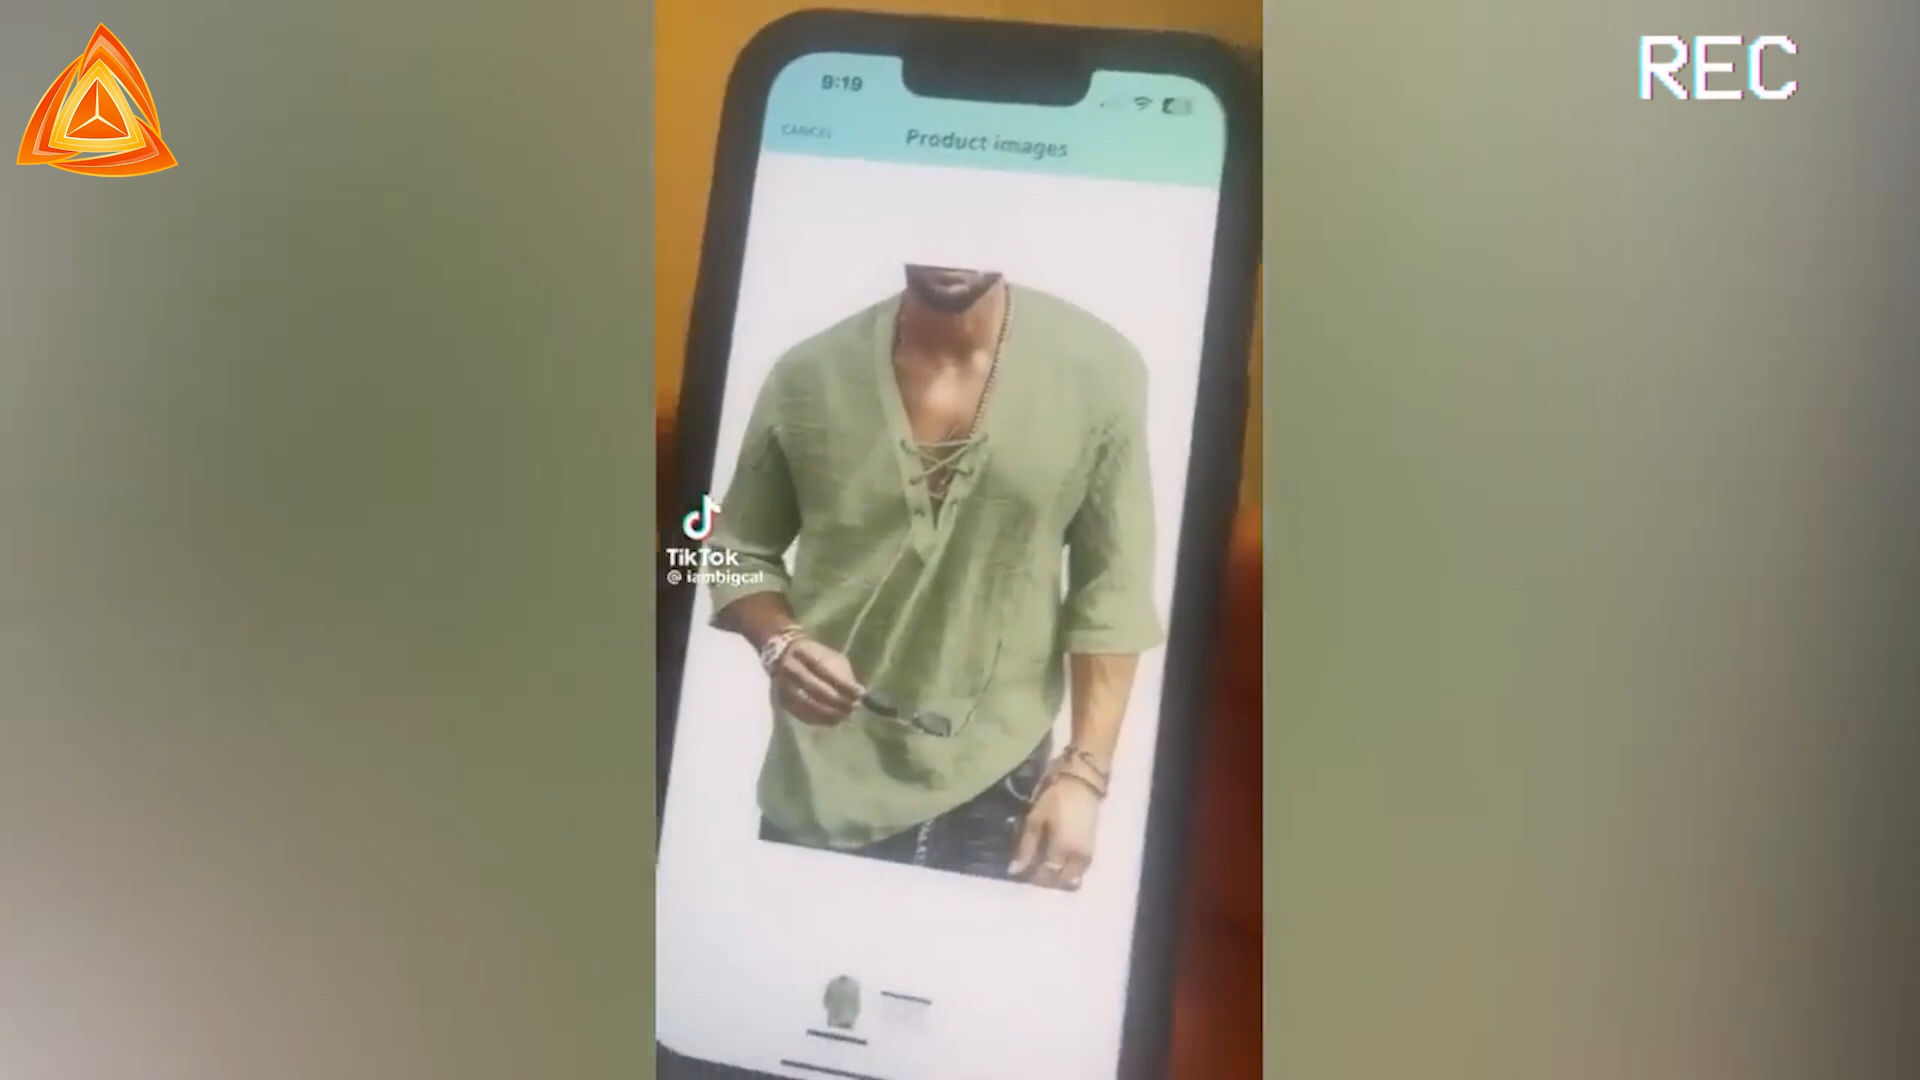 REC
9:19
CANCEL
Product images
TikTok
@ iambigcal